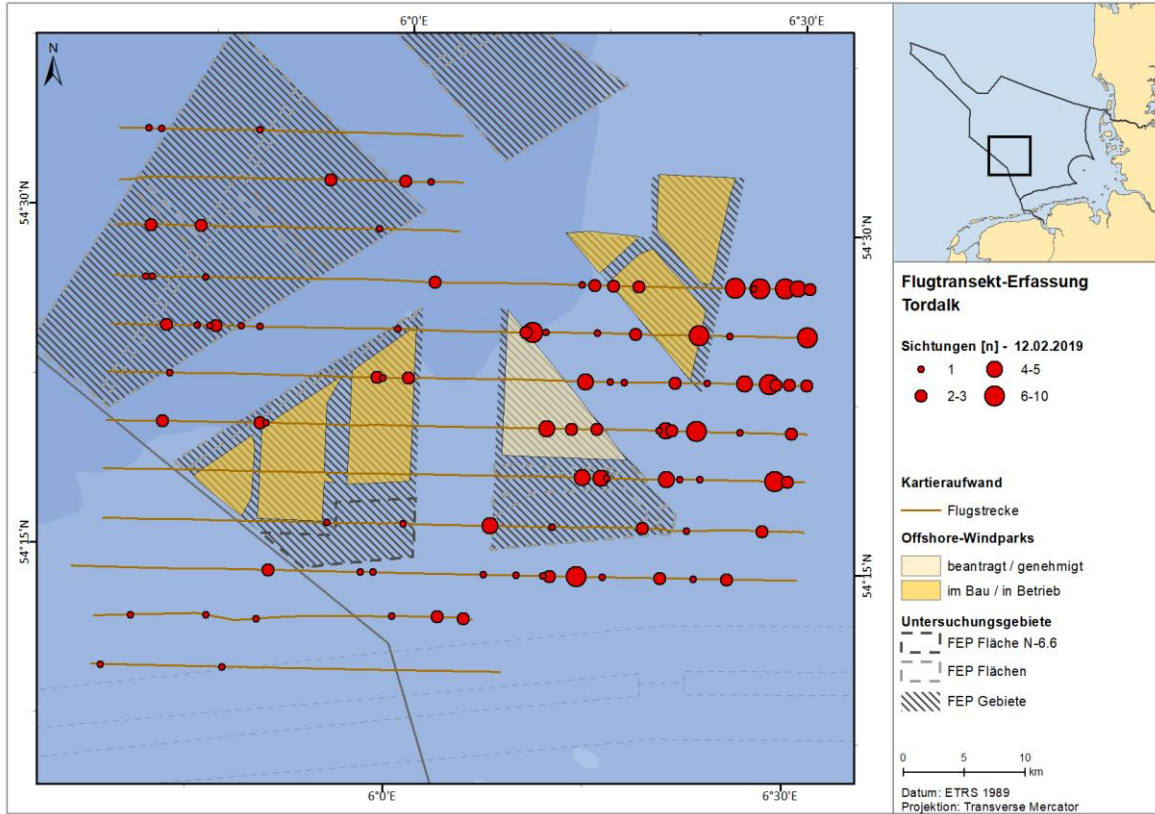 6°0'E 6°30'E
N
54°30'N
54°30'N
54°15'N
54°15'N
6°0'E 6°30'E
Flugtransekt-Erfassung
Tordalk
Sichtungen [n] - 12.02.2019
1 4-5
2-3 6-10
Kartieraufwand
Flugstrecke
Offshore-Windparks
beantragt / genehmigt
im Bau / in Betrieb
Untersuchungsgebiete
FEP Fläche N-6.6
FEP Flächen
FEP Gebiete
0 5 10
km
Datum: ETRS 1989
Projektion: Transverse Mercator